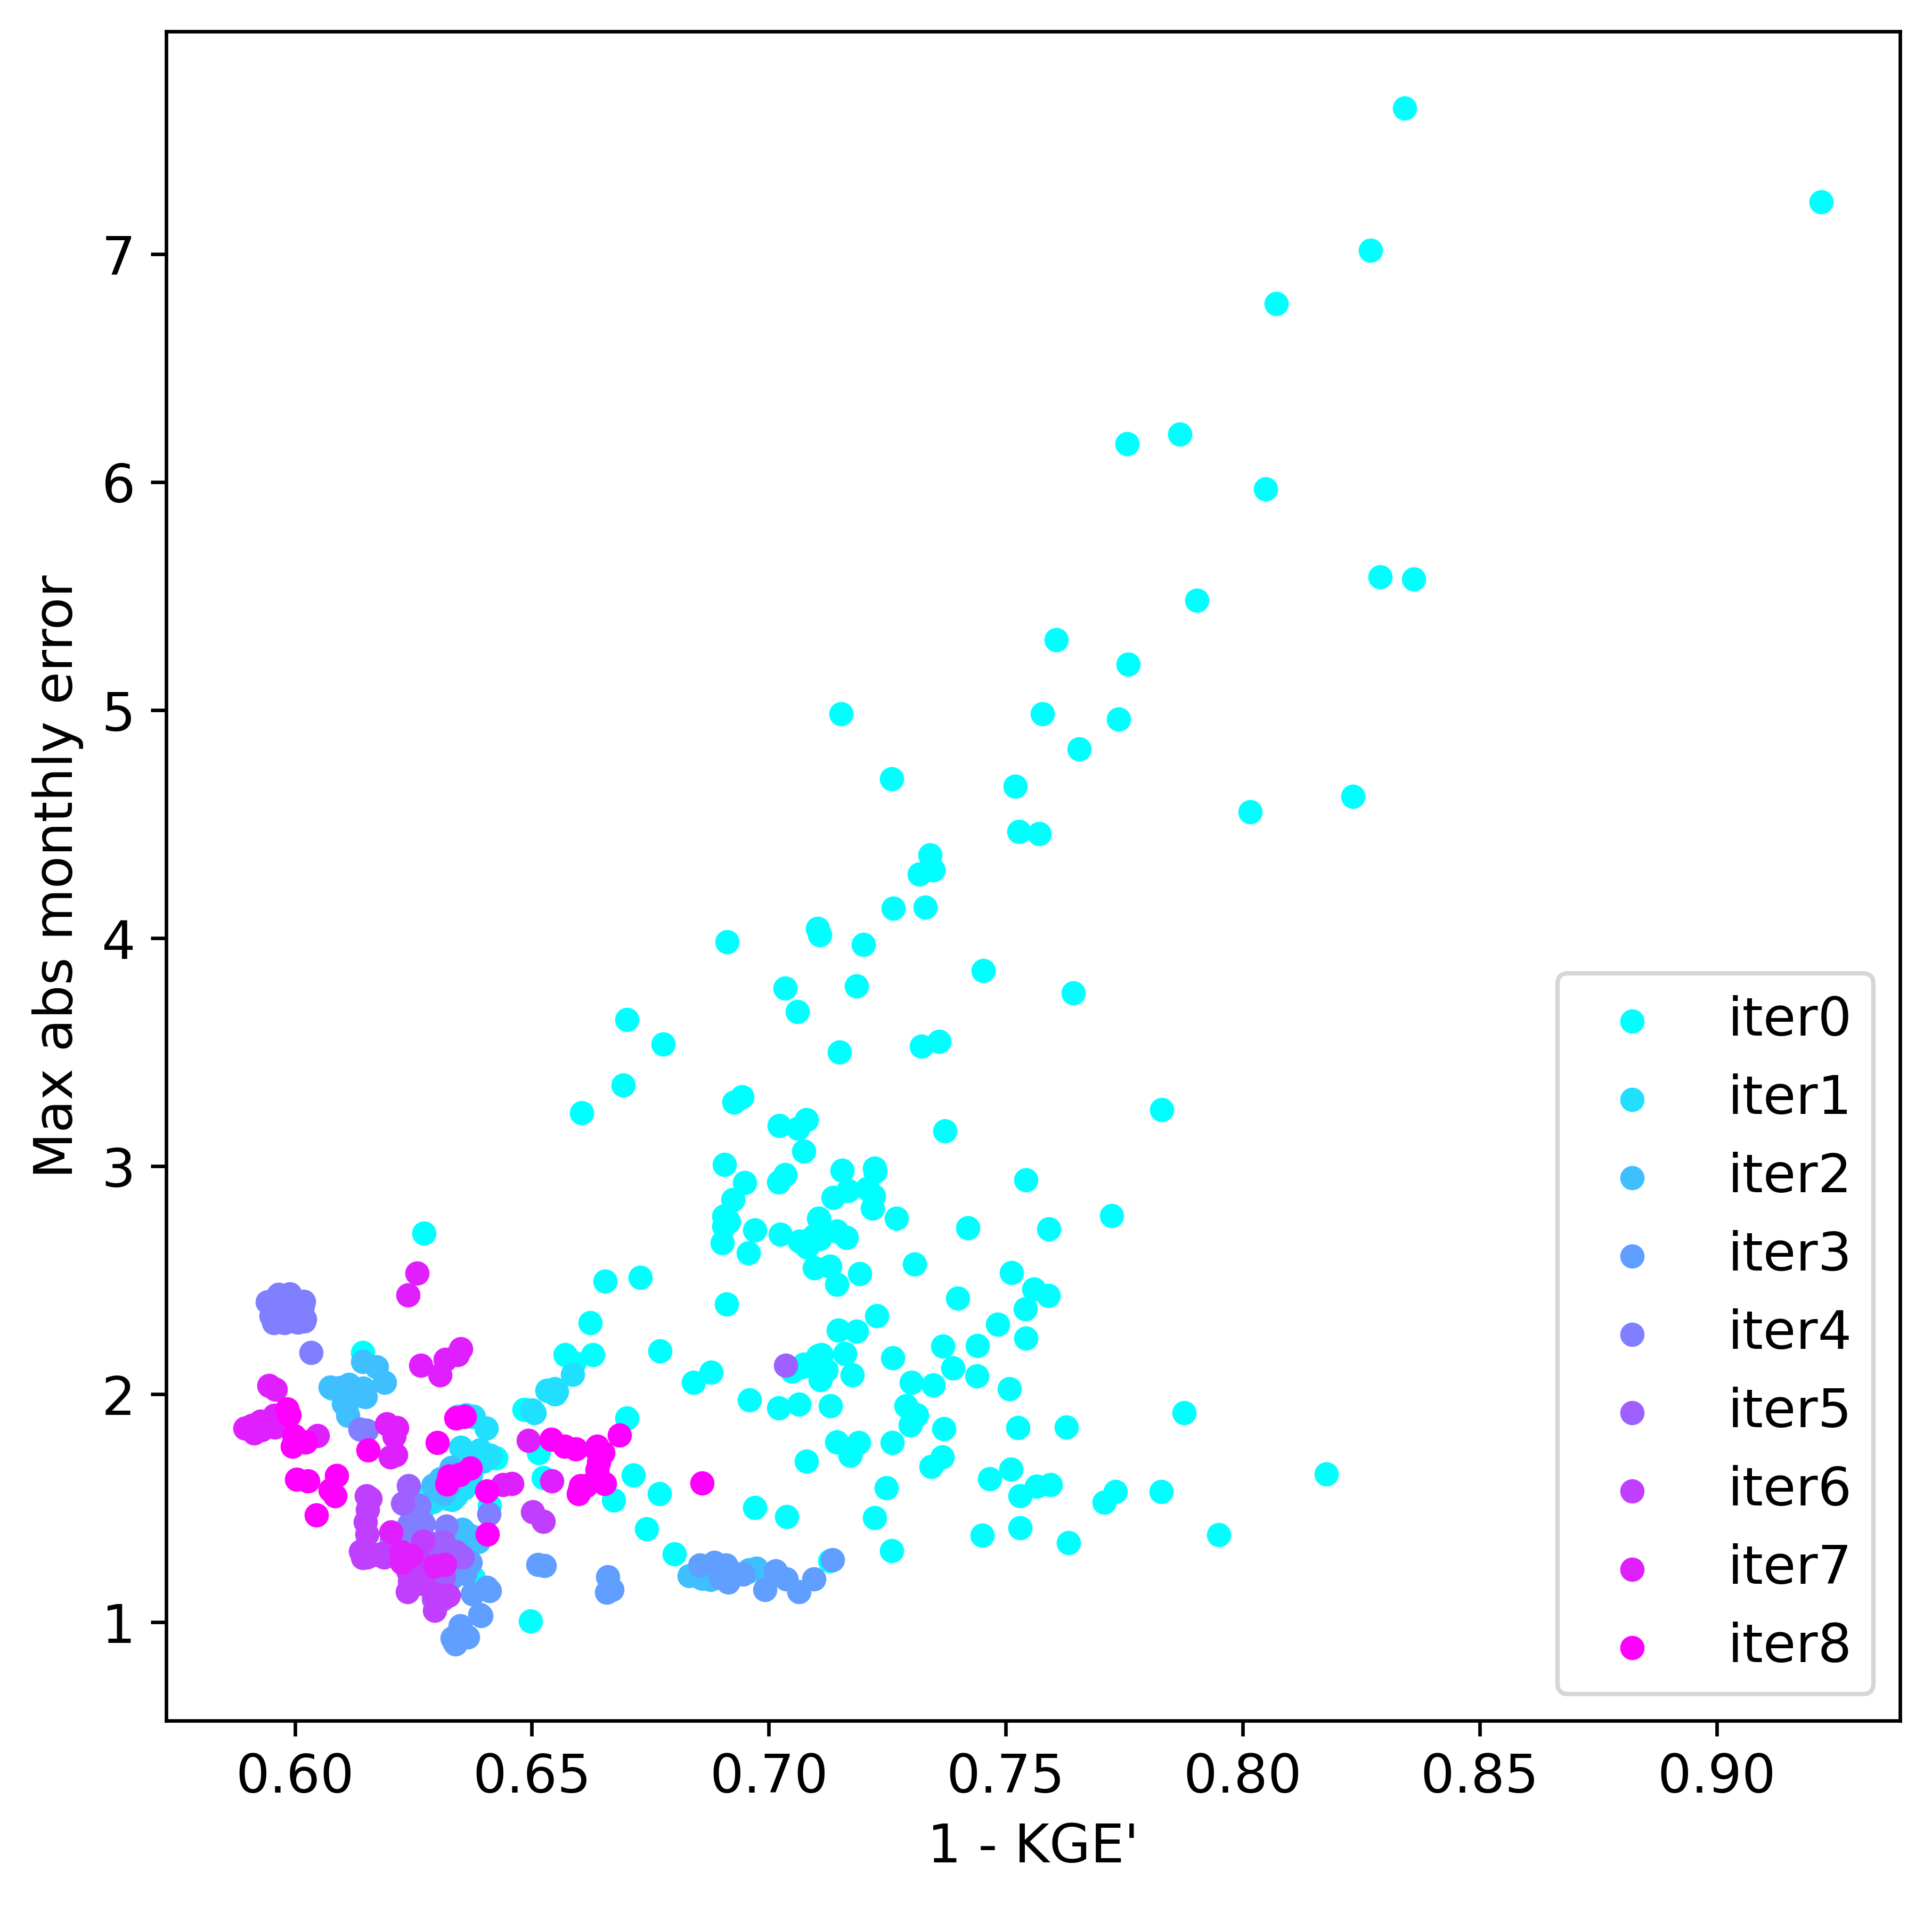 Max abs monthly error
7
6
5
4
3
2
1
0.60 0.65 0.70 0.75 0.80 0.85 0.90
1 - KGE'
iter0
iter1
iter2
iter3
iter4
iter5
iter6
iter7
iter8